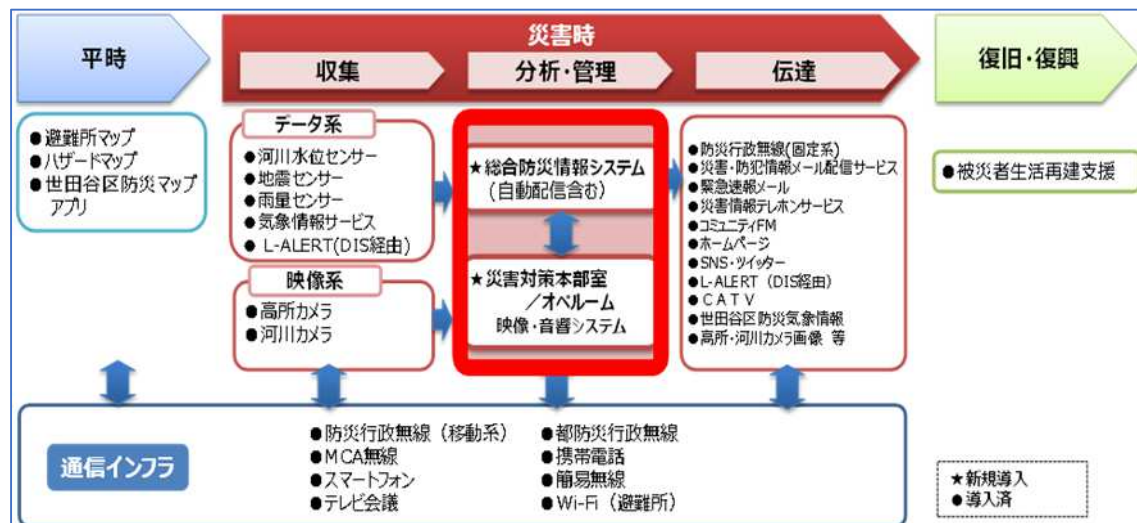 平時
災害時
収集
分析・管理
伝達
復旧・復興
●避難所マップ
●ハザードマップ
●世田谷区防災マップ
アプリ
データ系
●河川水位センサー
●地震センサー
●雨量センサー
●気象情報サービス
●L-ALERT(DIS経由)
映像系
●高所カメラ
●河川カメラ
★総合防災情報システム
(自動配信含む)
★災害対策本部室
／オペルーム
映像・音響システム
●防災行政無線(固定系)
●災害・防犯情報メール配信サービス
●緊急速報メール
●災害情報テレホンサービス
●コミュニティFM
●ホームページ
●SNS・ツイッター
●L-ALERT（DIS経由）
●ＣＡＴＶ
●世田谷区防災気象情報
●高所・河川カメラ画像 等
●被災者生活再建支援
通信インフラ
●防災行政無線（移動系）
●MCA無線
●スマートフォン
●テレビ会議
●都防災行政無線
●携帯電話
●簡易無線
●Wi-Fi（避難所）
★新規導入
●導入済